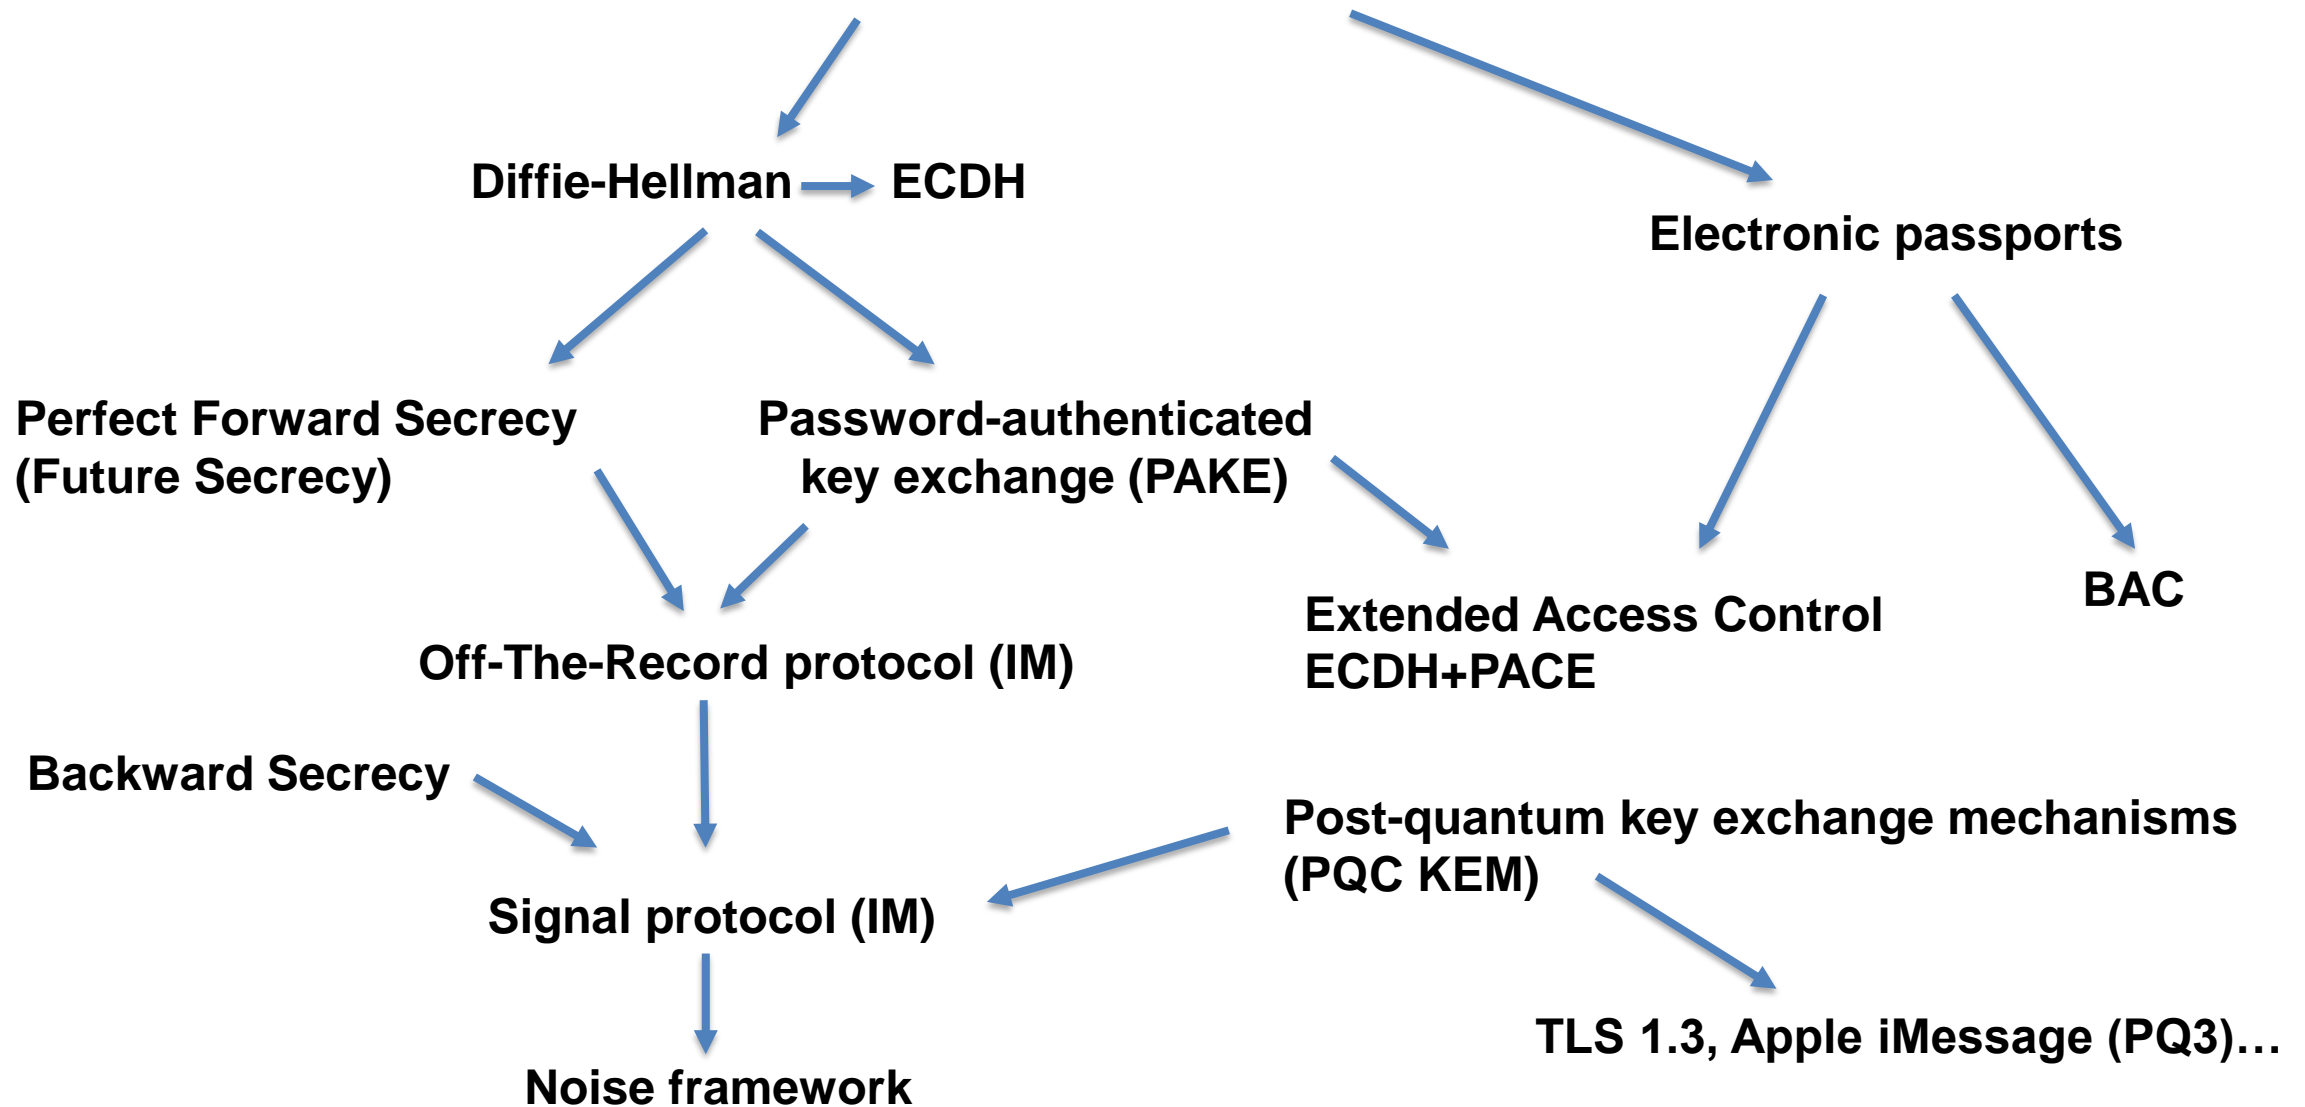 Diffie-Hellman
ECDH
Electronic passports
Perfect Forward Secrecy
(Future Secrecy)
Password-authenticated
key exchange (PAKE)
BAC
Extended Access Control
ECDH+PACE
Off-The-Record protocol (IM)
Backward Secrecy
Post-quantum key exchange mechanisms
(PQC KEM)
Signal protocol (IM)
TLS 1.3, Apple iMessage (PQ3)…
Noise framework